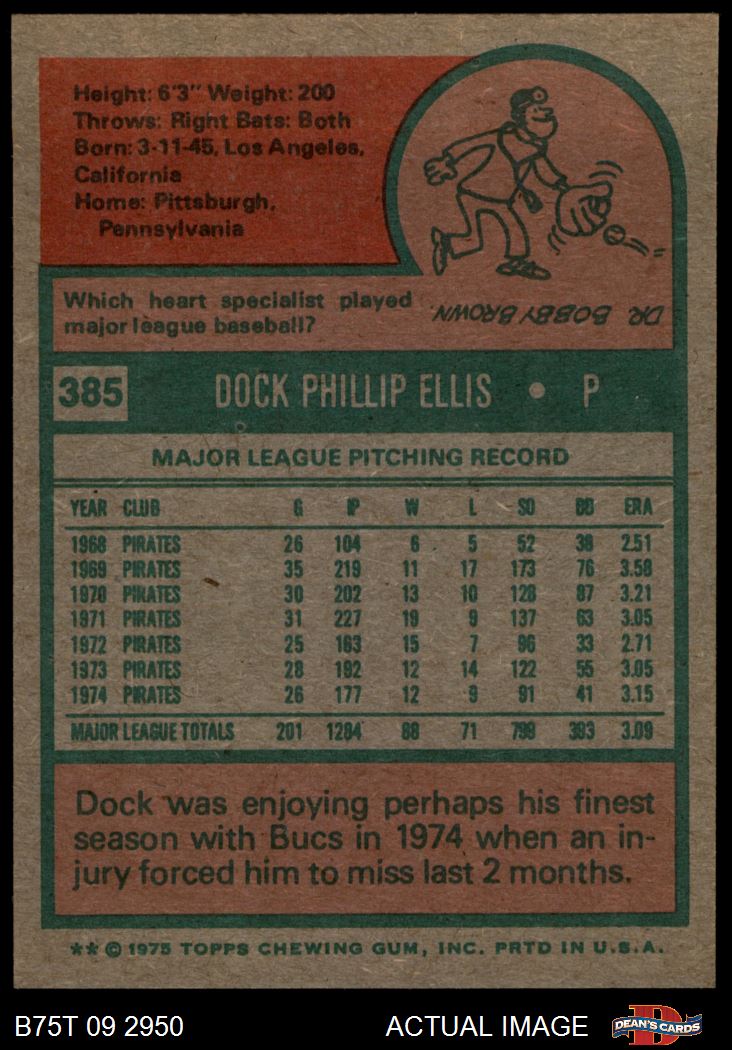 Height: 6'3" Weight: 200
Throws: Right Bats: Both
Born: 3-11-45, Los Angeles,
California
Home: Pittsburgh,
Pennsylvania
Which heart specialist played
major league baseball?
DR. BOBBY BROWN.
385 DOCK PHILLIP ELLIS • P
MAJOR LEAGUE PITCHING RECORD
YEAR CLUB G IP W L SO BB ERA
1968 PIRATES 26 104 6 5 52 38 2.51
1969 PIRATES 35 219 11 17 173 76 3.58
1970 PIRATES 30 202 13 10 128 87 3.21
1971 PIRATES 31 227 19 9 137 63 3.05
1972 PIRATES 25 163 15 7 96 33 2.71
1973 PIRATES 28 192 12 14 122 55 3.05
1974 PIRATES 26 177 12 9 91 41 3.15
MAJOR LEAGUE TOTALS 201 1284 88 71 799 393 3.09
Dock was enjoying perhaps his finest
season with Bucs in 1974 when an in-
jury forced him to miss last 2 months.
** © 1975 TOPPS CHEWING GUM, INC. PRTD IN U.S.A.
B75T 09 2950 ACTUAL IMAGE D DEAN'S CARDS